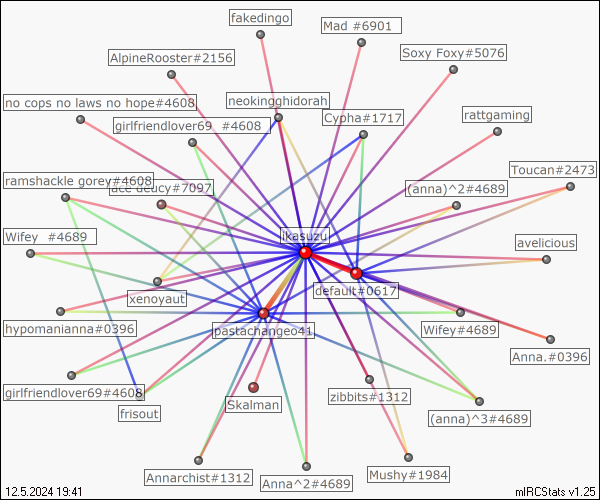 fakedingo
Mad #6901
Soxy Foxy#5076
AlpineRooster#2156
no cops no laws no hope#4608
neokingghidorah
Cypha#1717
rattgaming
girlfriendlover69 #4608
Toucan#2473
ramshackle gorey#4608
ace deucy#7097
(anna)^2#4689
Wifey #4689
ikasuzu
avelicious
default#0617
xenoyaut
hypomanianna#0396
pastachange041
Wifey#4689
Anna.#0396
girlfriendlover69#4608
frisout
Skalman
zibbits#1312
(anna)^3#4689
Annarchist#1312
Anna^2#4689
Mushy#1984
12.5.2024 19:41
mIRCStats v1.25